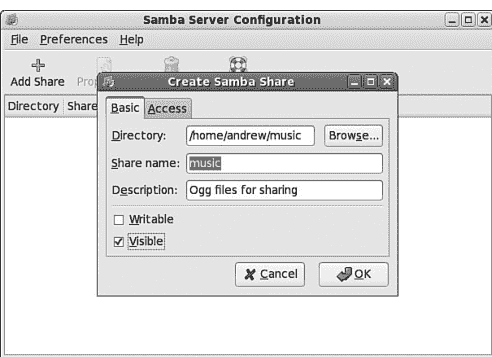 Samba Server Configuration
File Preferences Help
Add Share
Directory Share
Create Samba Share
Basic Access
Directory: /home/andrew/music Browse...
Share name: music
Description: Ogg files for sharing
Writable
Visible
Cancel OK